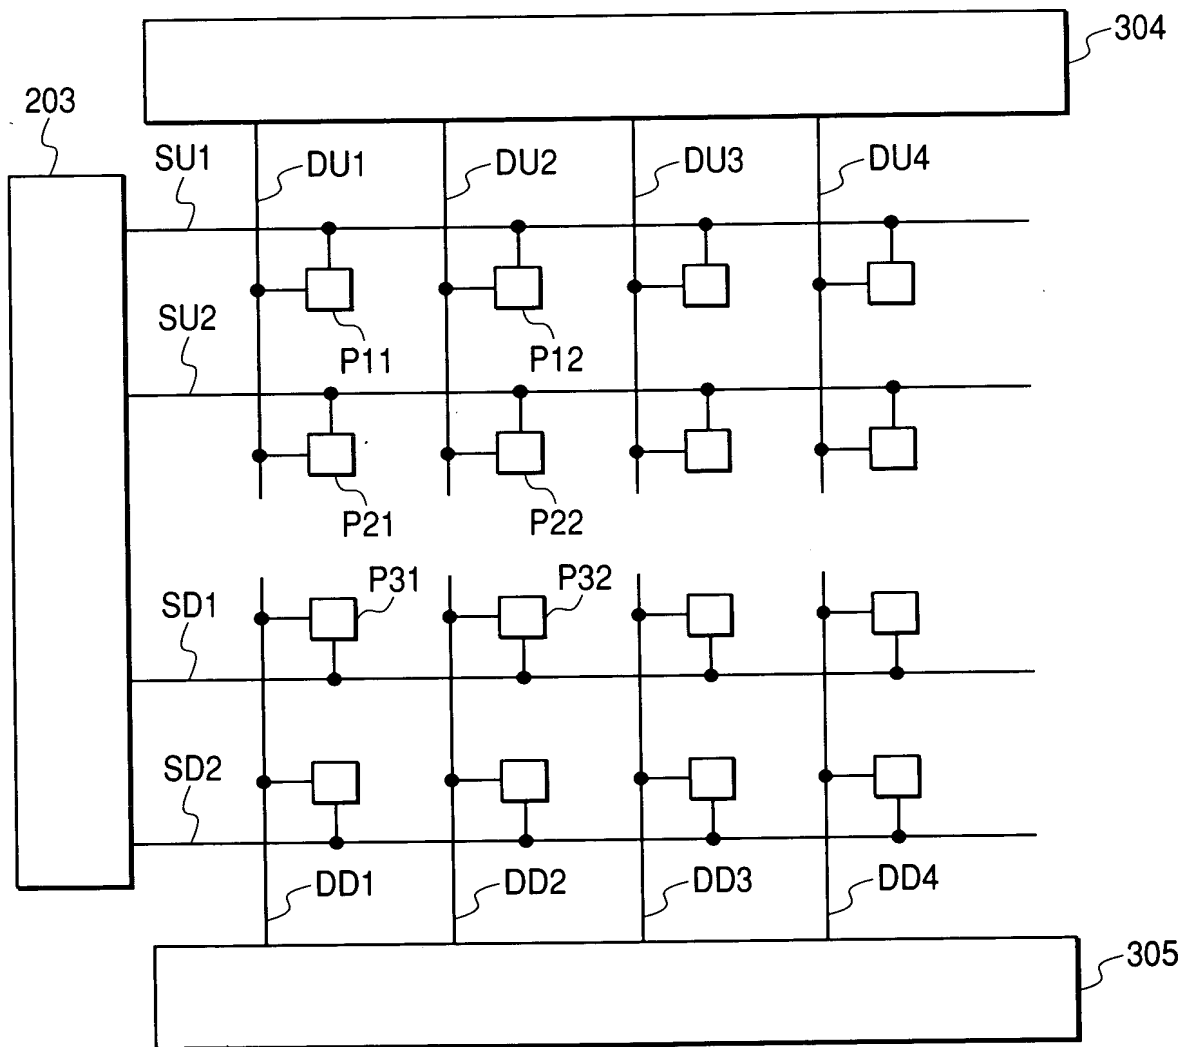 304
203
SU1
DU1
DU2
DU3
DU4
SU2
P11
P12
P21
P22
P31
P32
SD1
SD2
DD1
DD2
DD3
DD4
305